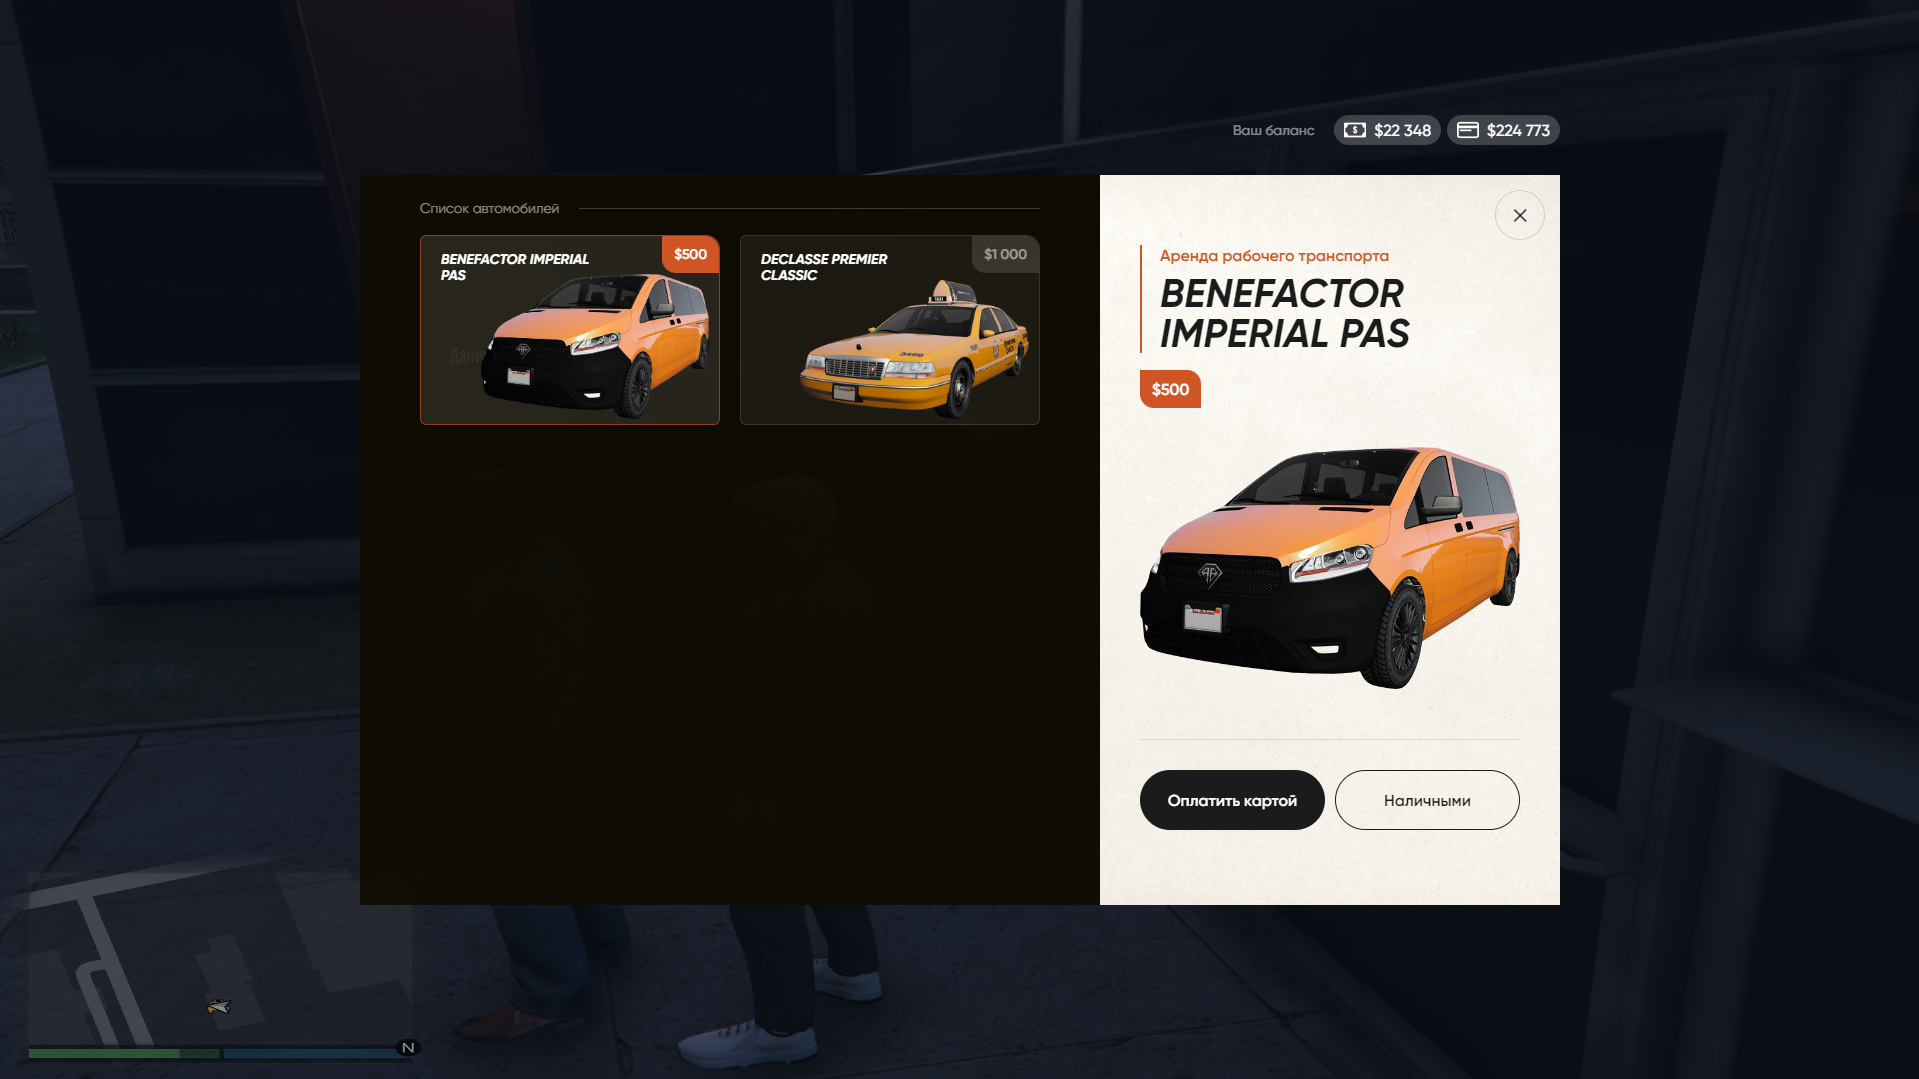 Ваш баланс
$22 348
$224 773
Список автомобилей
BENEFACTOR IMPERIAL
PAS
$500
DECLASSE PREMIER
CLASSIC
$1 000
Аренда рабочего транспорта
BENEFACTOR
IMPERIAL PAS
$500
Оплатить картой
Наличными
N